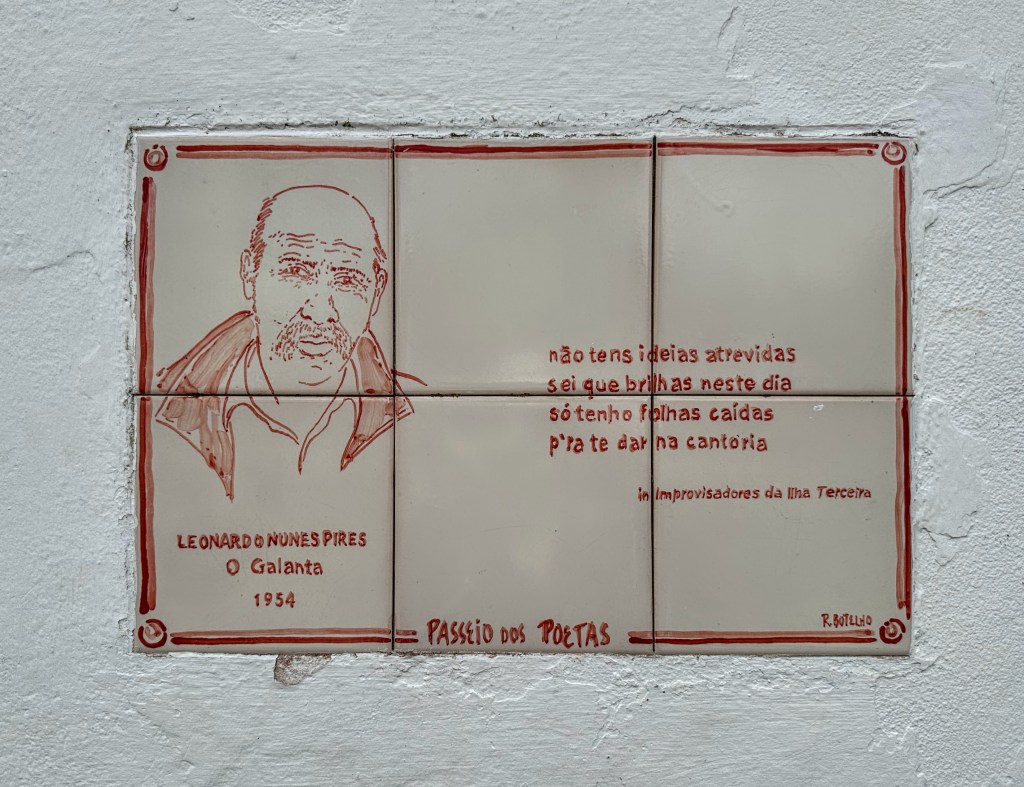 não tens ideias atrevidas
sei que brilhas neste dia
só tenho folhas caídas
p'ra te dar na cantoria
in Improvisadores da Ilha Terceira
LEONARDO NUNES PIRES
O Galanta
1954
PASSEIO DOS POETAS
R. BOTELHO